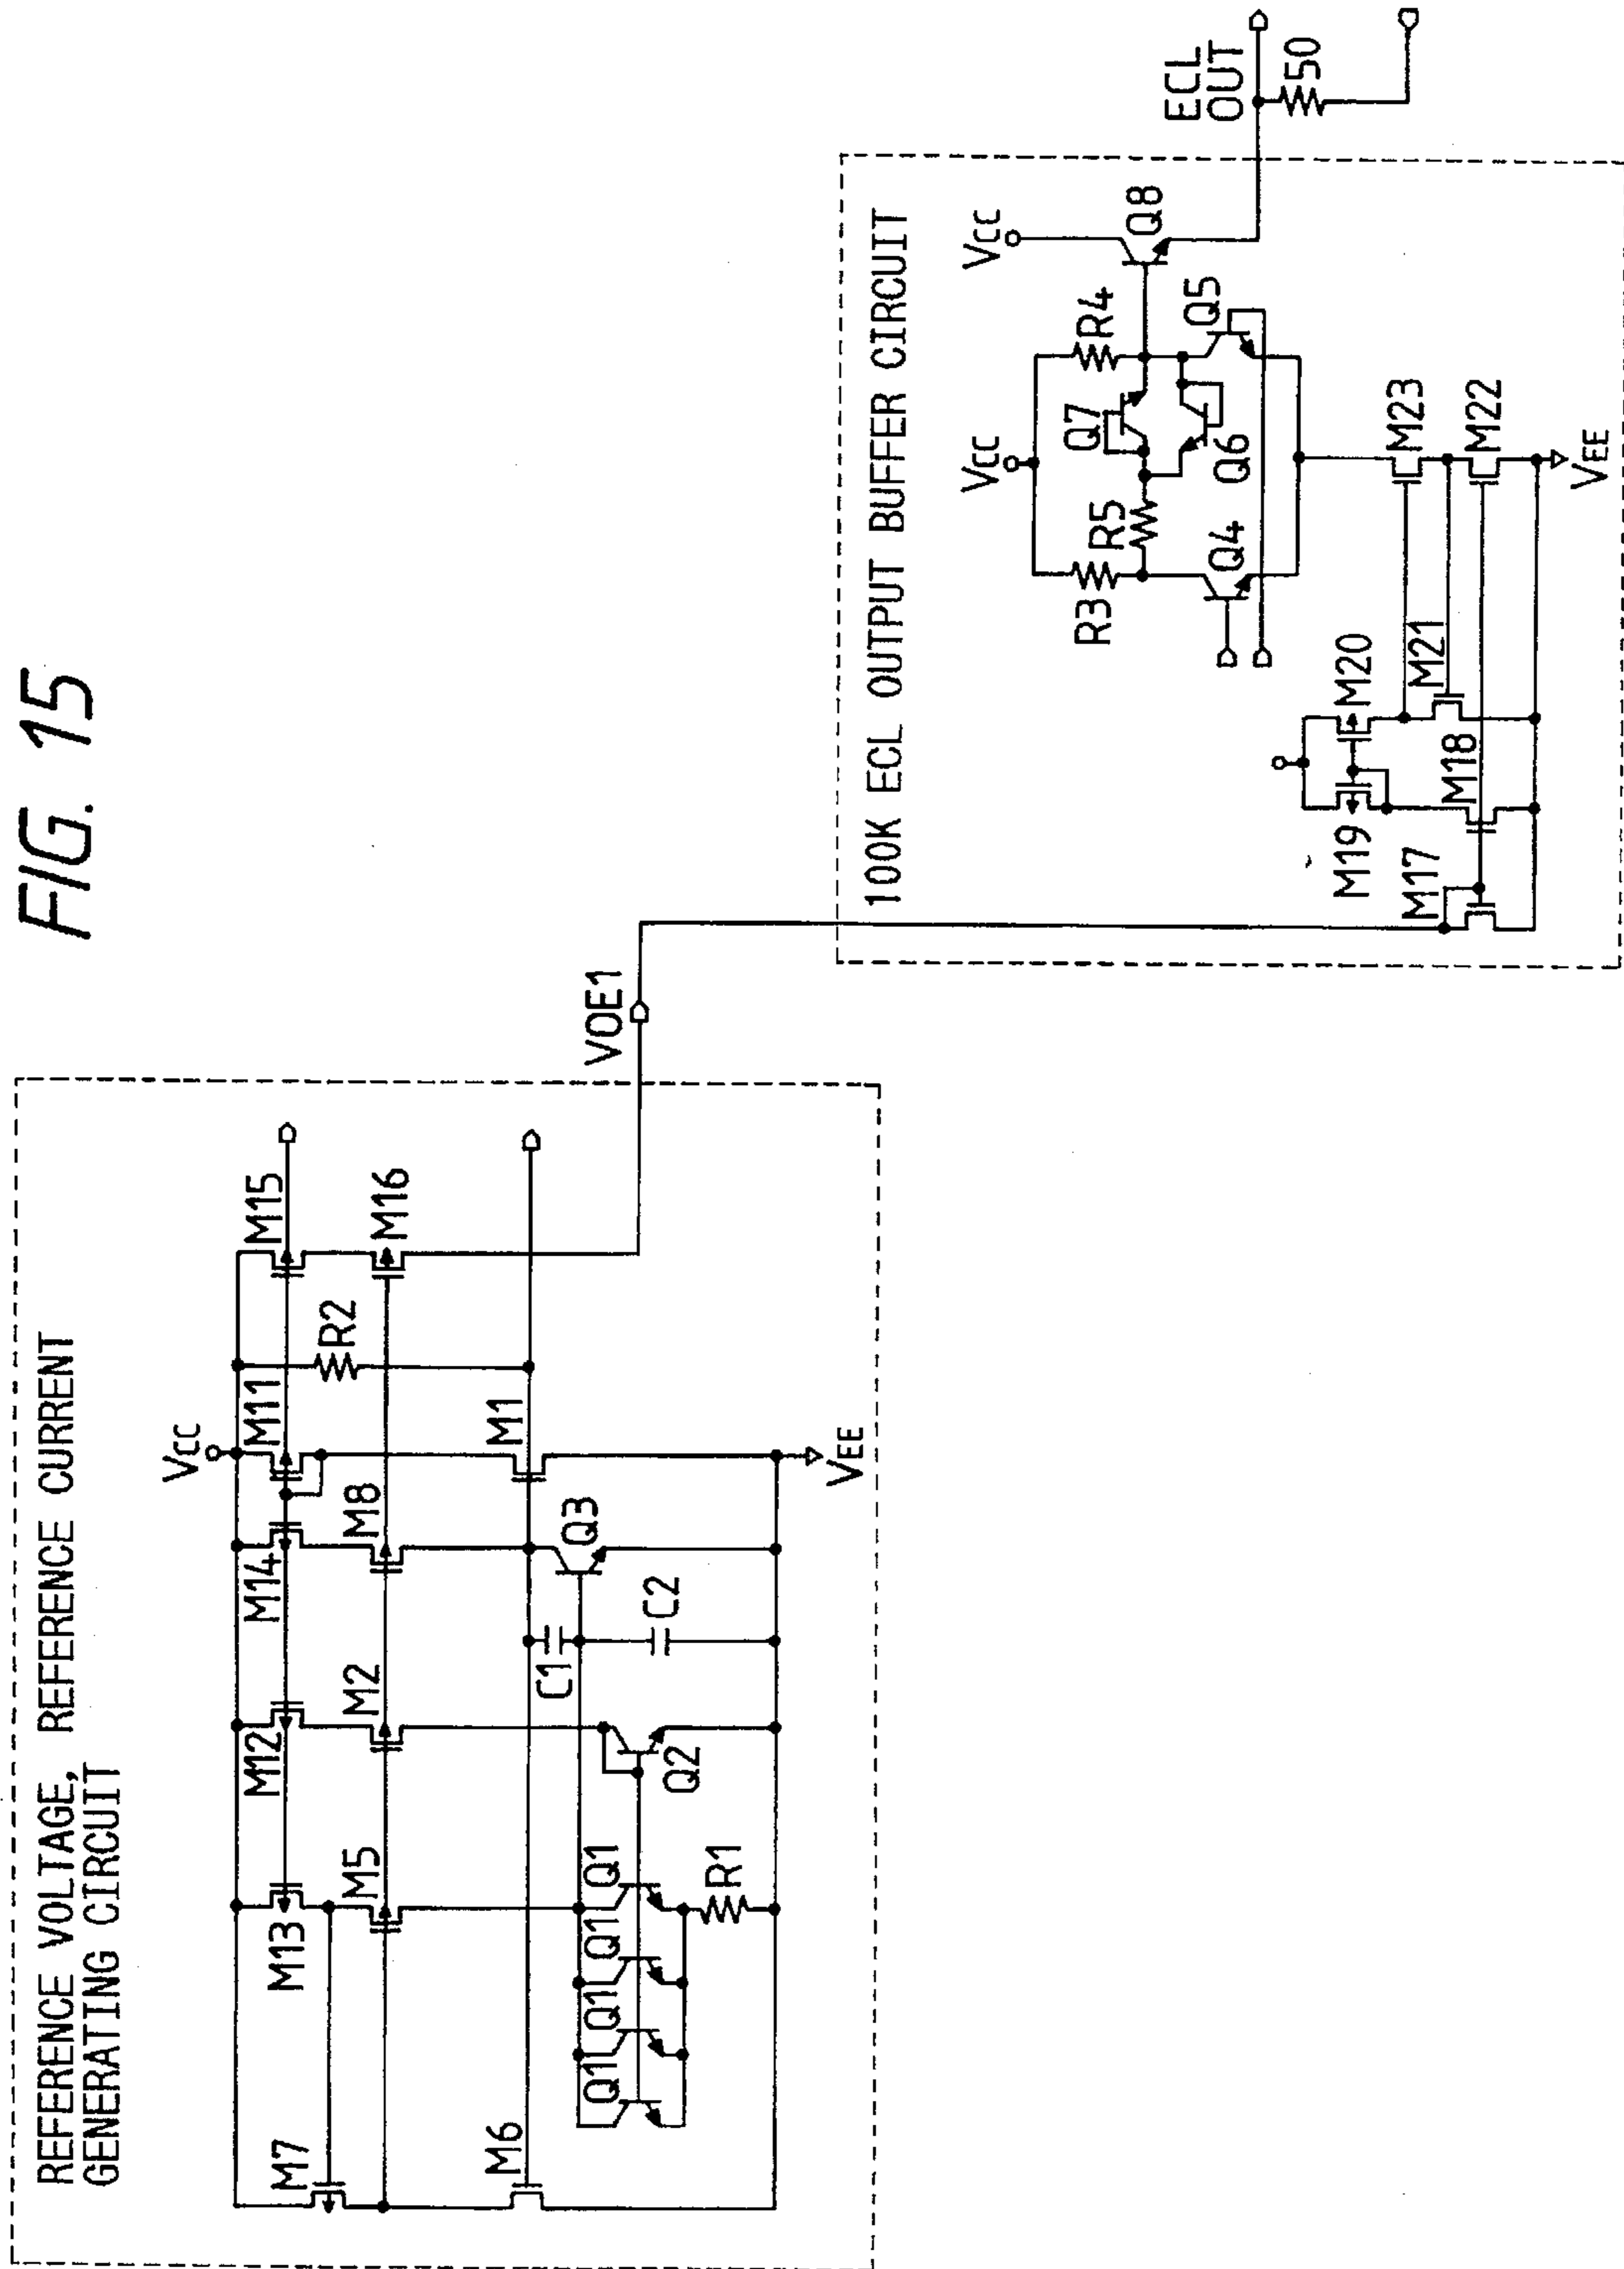 FIG. 15
REFERENCE VOLTAGE, REFERENCE CURRENT
GENERATING CIRCUIT
VCC
M7
M13
M12
M14
M11
M15
M5
M2
M8
R2
M16
M6
M1
Q1
Q1
Q1
Q1
C1
Q3
C2
R1
Q2
VEE
VOE1
100K ECL OUTPUT BUFFER CIRCUIT
VCC
VCC
R3
R5
Q7
R4
Q8
Q4
Q6
Q5
ECL
OUT
50
M19
M20
M17
M18
M21
M23
M22
VEE